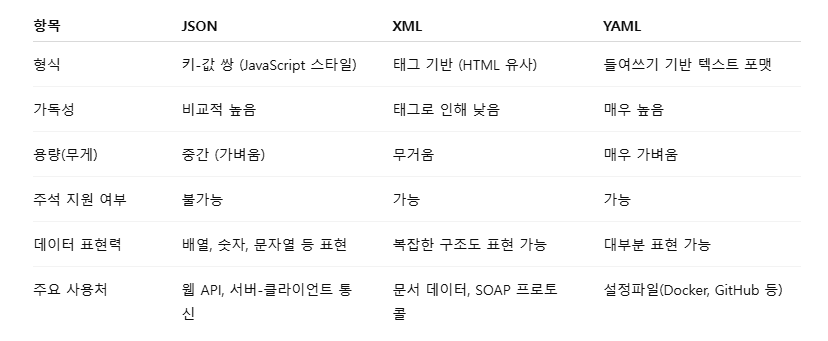 항목 JSON XML YAML
형식 키-값 쌍 (JavaScript 스타일) 태그 기반 (HTML 유사) 들여쓰기 기반 텍스트 포맷
가독성 비교적 높음 태그로 인해 낮음 매우 높음
용량(무게) 중간 (가벼움) 무거움 매우 가벼움
주석 지원 여부 불가능 가능 가능
데이터 표현력 배열, 숫자, 문자열 등 표현 복잡한 구조도 표현 가능 대부분 표현 가능
주요 사용처 웹 API, 서버-클라이언트 통 문서 데이터, SOAP 프로토 설정파일(Docker, GitHub 등)
신 콜